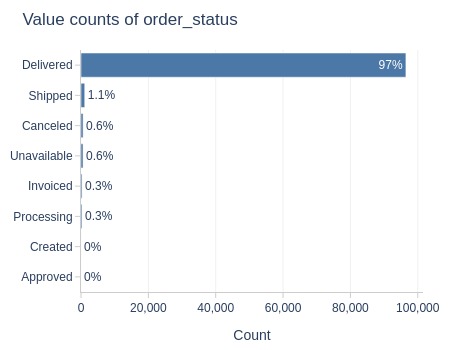 Value counts of order_status
Delivered 97%
Shipped 1.1%
Canceled 0.6%
Unavailable 0.6%
Invoiced 0.3%
Processing 0.3%
Created 0%
Approved 0%
0 20,000 40,000 60,000 80,000 100,000
Count